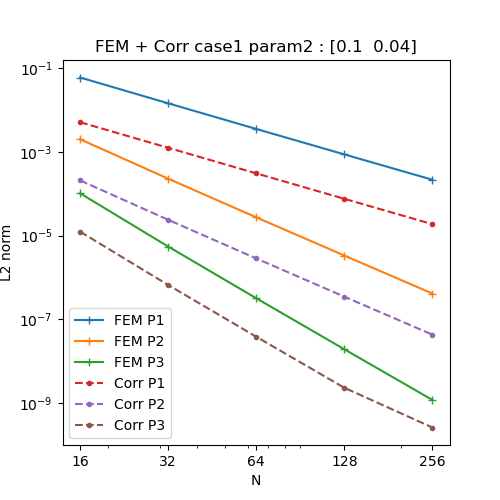 FEM + Corr case1 param2 : [0.1  0.04]
10⁻¹
10⁻³
10⁻⁵
10⁻⁷
10⁻⁹
L2 norm
FEM P1
FEM P2
FEM P3
Corr P1
Corr P2
Corr P3
16 32 64 128 256
N